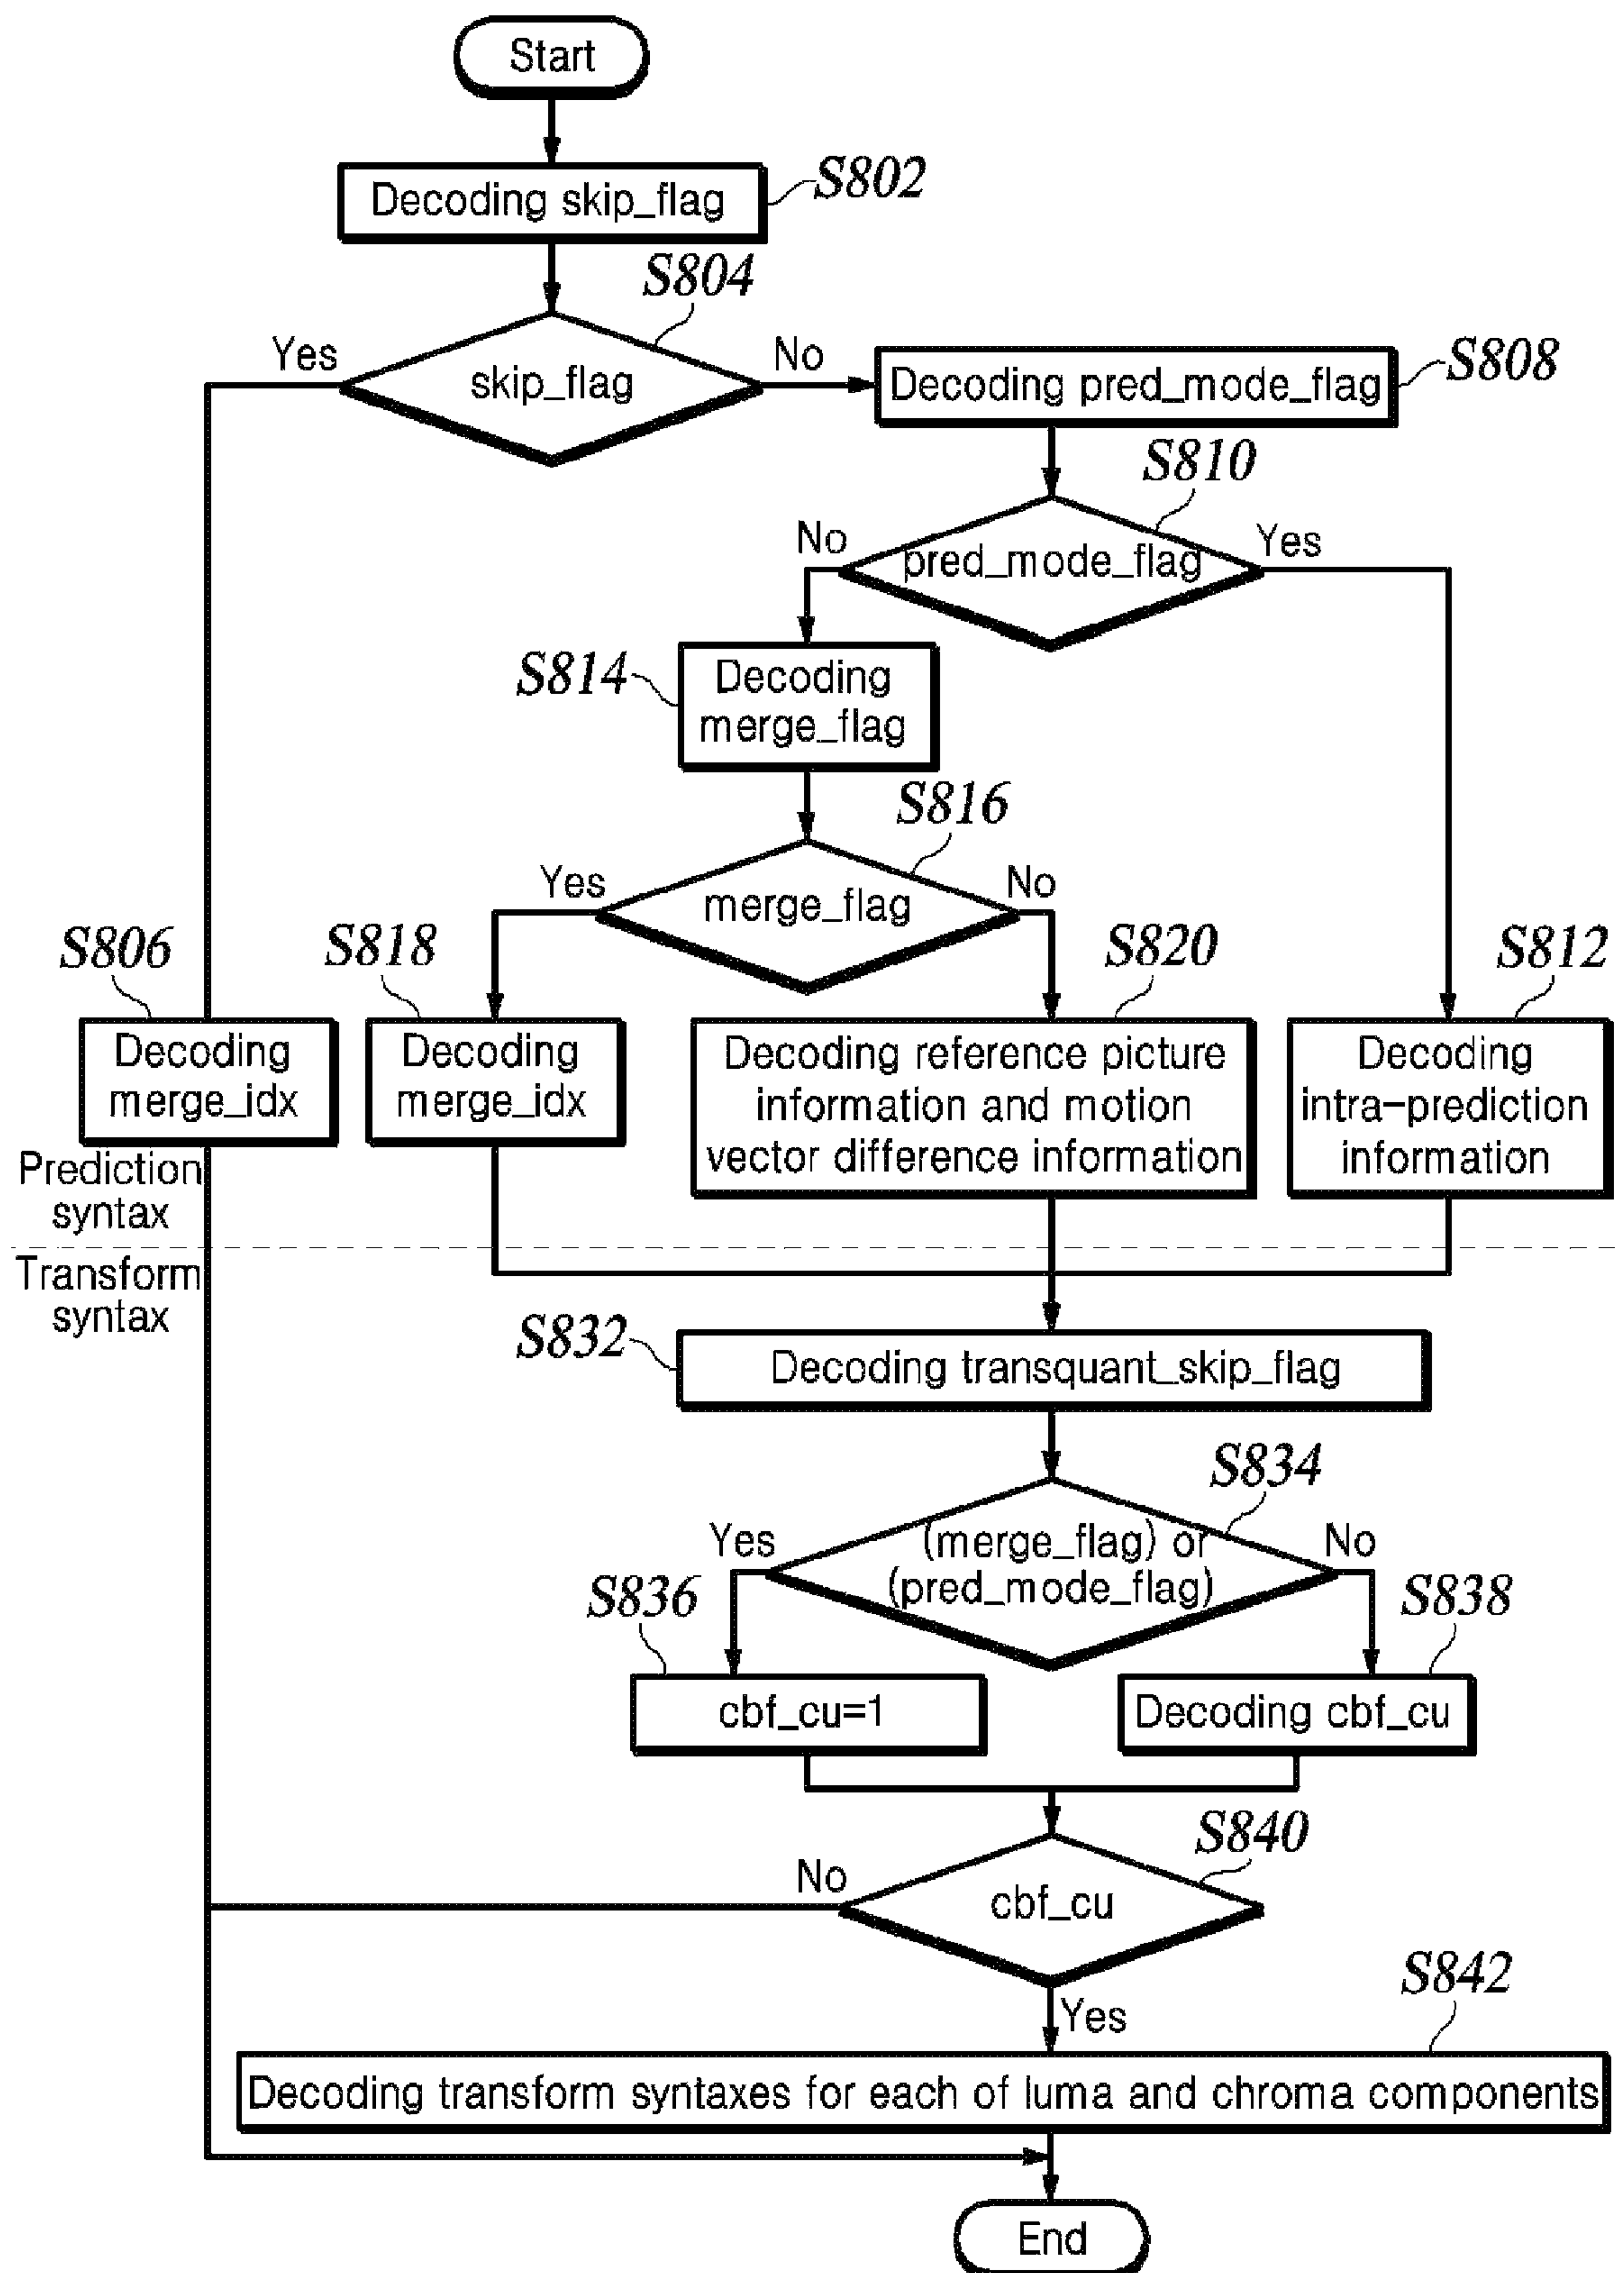 Start
Decoding skip_flag
S802
S804
Yes
skip_flag
No
Decoding pred_mode_flag
S808
S810
No
pred_mode_flag
Yes
S814
Decoding
merge_flag
S816
Yes
merge_flag
No
S806
S818
S820
S812
Decoding
merge_idx
Decoding
merge_idx
Decoding reference picture
information and motion
vector difference information
Decoding
intra-prediction
information
Prediction
syntax
Transform
syntax
S832
Decoding transquant_skip_flag
S834
Yes
(merge_flag) or
(pred_mode_flag)
No
S836
S838
cbf_cu=1
Decoding cbf_cu
S840
No
cbf_cu
Yes
S842
Decoding transform syntaxes for each of luma and chroma components
End